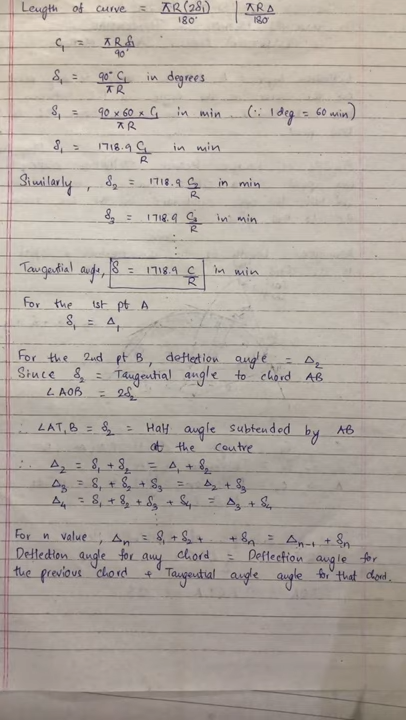 Length of curve = πR(2δ₁)/180° | πRΔ/180
C₁ = πRδ₁/90°
δ₁ = 90° C₁/πR in degrees
δ₁ = 90 × 60 × C₁/πR in min. (∵ 1 deg = 60 min)
δ₁ = 1718.9 C₁/R in min
Similarly, δ₂ = 1718.9 C₂/R in min
δ₃ = 1718.9 C₃/R in min
⋮
Tangential angle, δ = 1718.9 C/R in min
For the 1st pt A
δ₁ = Δ₁
For the 2nd pt B, deflection angle = Δ₂
Since δ₂ = Tangential angle to chord AB
∠AOB = 2δ₂
∴ ∠AT₁B = δ₂ = Half angle subtended by AB
at the centre
∴ Δ₂ = δ₁ + δ₂ = Δ₁ + δ₂
Δ₃ = δ₁ + δ₂ + δ₃ = Δ₂ + δ₃
Δ₄ = δ₁ + δ₂ + δ₃ + δ₄ = Δ₃ + δ₄
⋮
For n value, Δₙ = δ₁ + δ₂ + .. + δₙ = Δₙ₋₁ + δₙ
Deflection angle for any chord = Deflection angle for
the previous chord + Tangential angle angle for that chord.